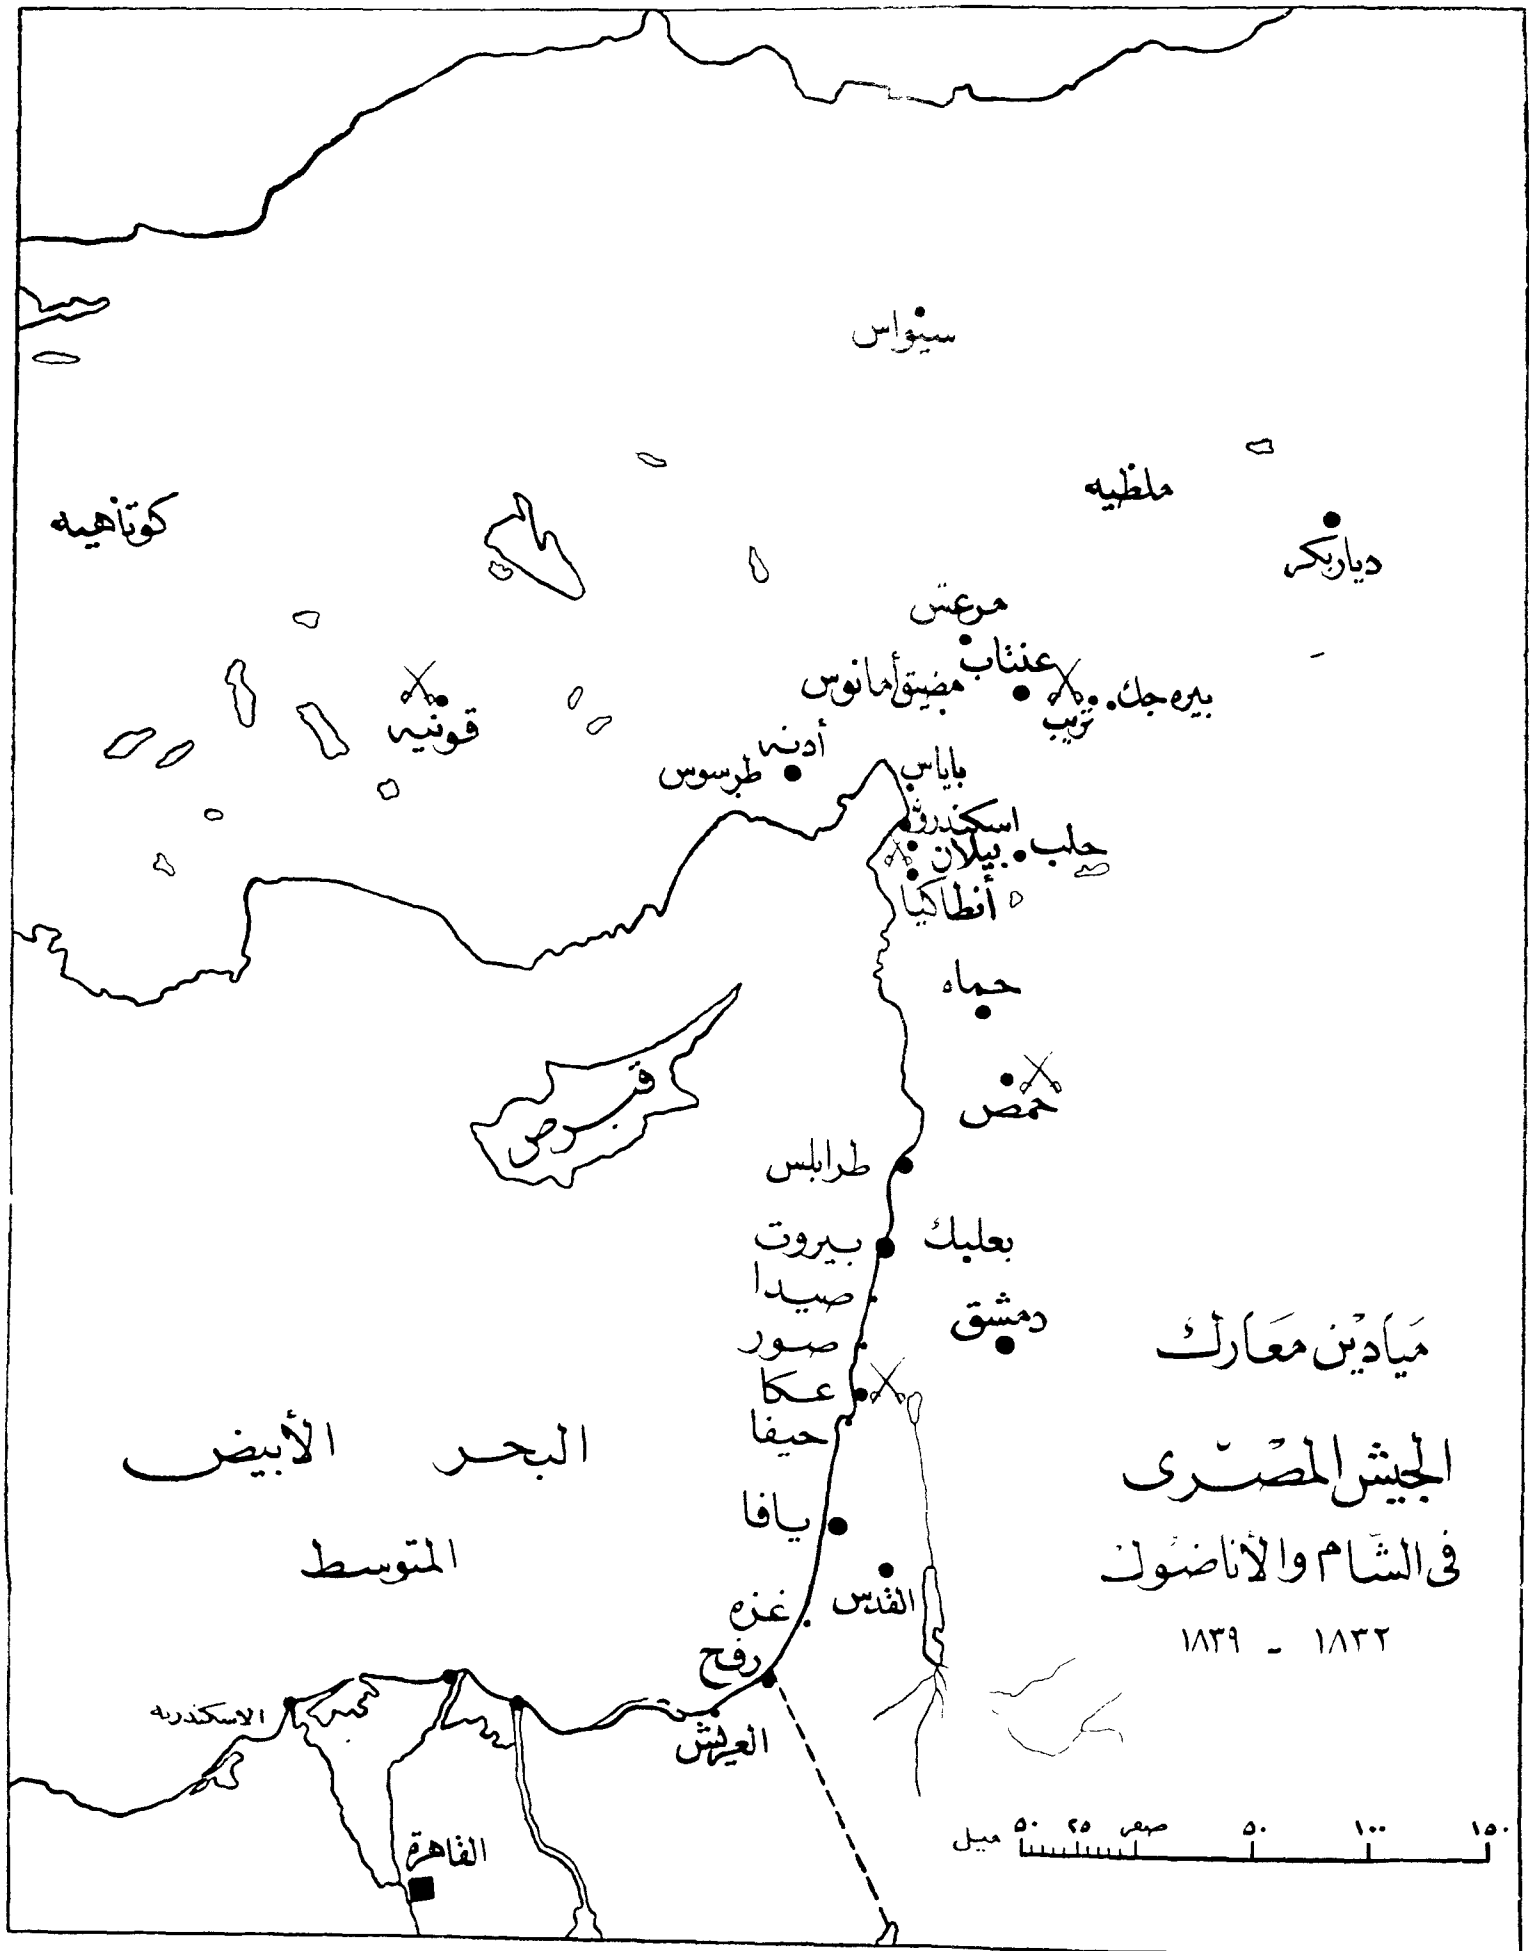 سيواس
ملطيه
كوتاهيه
دياربكر
مرعش
عنتاب
مضيق أمانوس
بيره جك
نزيب
قونيه
أدنه
طرسوس
باياس
اسكندرونه
بيلان
حلب
أنطاكيا
حماه
قبرص
حمص
طرابلس
بيروت
بعلبك
صيدا
دمشق
صور
عكا
حيفا
ميادين معارك
الجيش المصرى
فى الشام والأناضول
١٨٣٢ - ١٨٣٩
البحر الأبيض
المتوسط
يافا
القدس
غزه
رفح
الاسكندريه
العريش
القاهرة
ميل ٥٠ ٢٥ صفر ٥٠ ١٠٠ ١٥٠